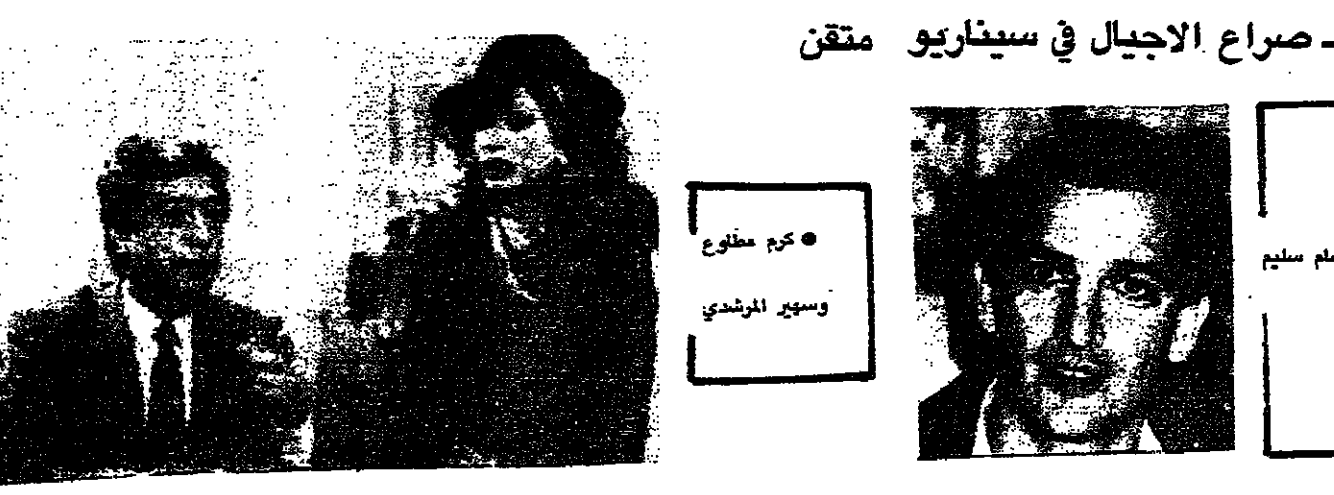 ـ صراع الاجيال في سيناريو متقن
● كرم مطاوع
وسهير المرشدي
سليم